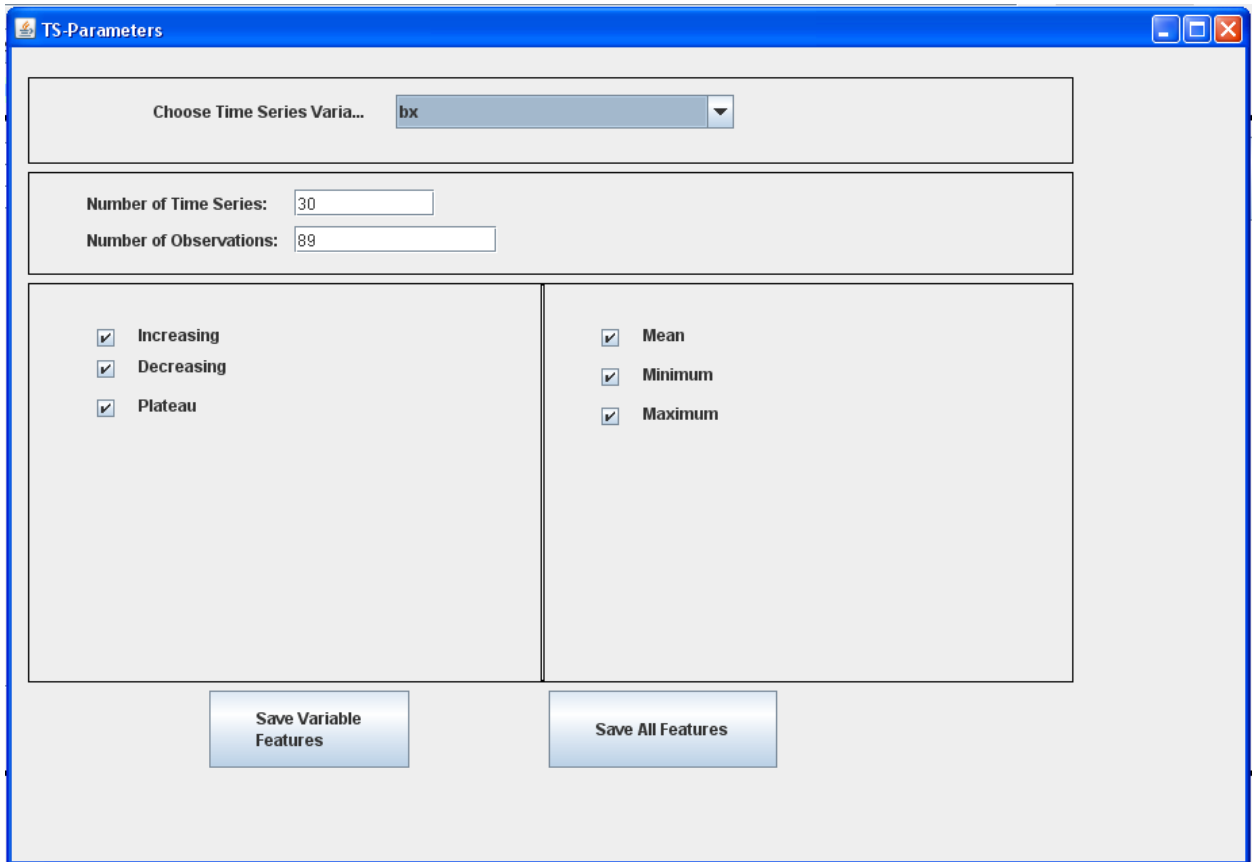 TS-Parameters
Choose Time Series Varia...
bx
Number of Time Series:
30
Number of Observations:
89
Increasing
Decreasing
Plateau
Mean
Minimum
Maximum
Save Variable
Features
Save All Features